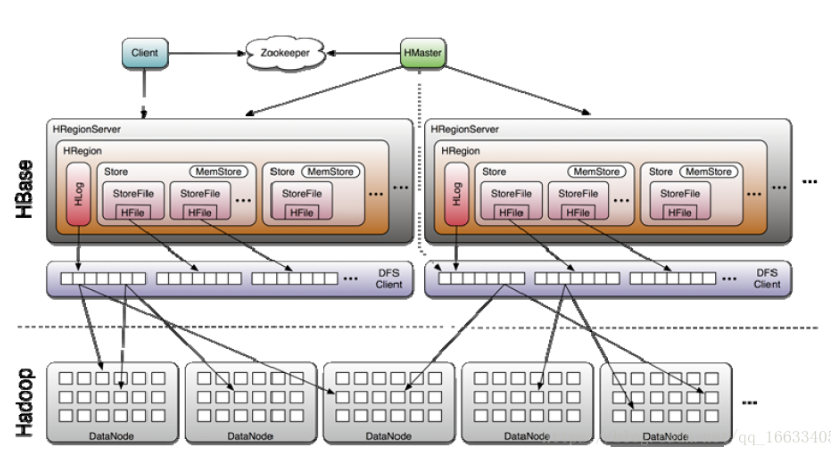 Client
Zookeeper
HMaster
HBase
HRegionServer
HRegion
HLog
Store
MemStore
StoreFile
HFile
StoreFile
HFile
...
Store
MemStore
StoreFile
HFile
...
...
HRegionServer
HRegion
HLog
Store
MemStore
StoreFile
HFile
StoreFile
HFile
...
Store
MemStore
StoreFile
HFile
...
...
...
...
DFS
Client
...
DFS
Client
Hadoop
DataNode
DataNode
DataNode
DataNode
DataNode
...
/qq_16633405